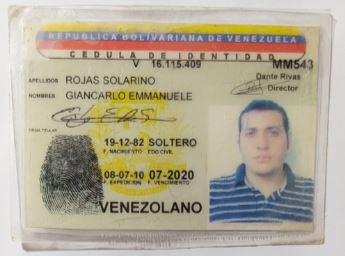 REPUBLICA BOLIVARIANA DE VENEZUELA
CEDULA DE IDENTIDAD
V 16.115.409 MM543
APELLIDOS ROJAS SOLARINO
Dante Rivas
Director
NOMBRES GIANCARLO EMMANUELE
FIRMA TITULAR
19-12-82 SOLTERO
F. NACIMIENTO EDO CIVIL
08-07-10 07-2020
F. EXPEDICION F. VENCIMIENTO
VENEZOLANO